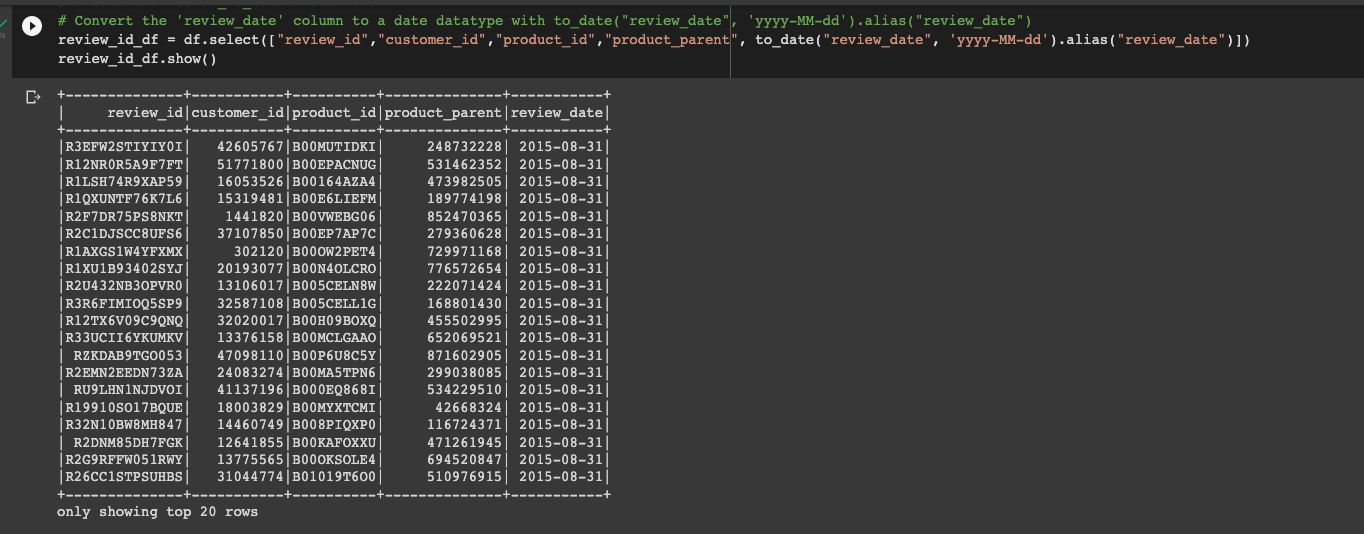 # Convert the 'review_date' column to a date datatype with to_date("review_date", 'yyyy-MM-dd').alias("review_date")
review_id_df = df.select(["review_id","customer_id","product_id","product_parent", to_date("review_date", 'yyyy-MM-dd').alias("review_date")])
review_id_df.show()
+--------------+-----------+----------+--------------+-----------+
|     review_id|customer_id|product_id|product_parent|review_date|
+--------------+-----------+----------+--------------+-----------+
|R3EFW2STIYIY0I|   42605767|B00MUTIDKI|     248732228| 2015-08-31|
|R12NR0R5A9F7FT|   51771800|B00EPACNUG|     531462352| 2015-08-31|
|R1LSH74R9XAP59|   16053526|B00164AZA4|     473982505| 2015-08-31|
|R1QXUNTF76K7L6|   15319481|B00E6LIEFM|     189774198| 2015-08-31|
|R2F7DR75PS8NKT|    1441820|B00VWEBG06|     852470365| 2015-08-31|
|R2C1DJSCC8UFS6|   37107850|B00EP7AP7C|     279360628| 2015-08-31|
|R1AXGS1W4YFXMX|     302120|B00OW2PET4|     729971168| 2015-08-31|
|R1XU1B93402SYJ|   20193077|B00N4OLCRO|     776572654| 2015-08-31|
|R2U432NB3OPVR0|   13106017|B005CELN8W|     222071424| 2015-08-31|
|R3R6FIMIOQ5SP9|   32587108|B005CELL1G|     168801430| 2015-08-31|
|R12TX6V09C9QNQ|   32020017|B00H09BOXQ|     455502995| 2015-08-31|
|R33UCII6YKUMKV|   13376158|B00MCLGAAO|     652069521| 2015-08-31|
| RZKDAB9TGO053|   47098110|B00P6U8C5Y|     871602905| 2015-08-31|
|R2EMN2EEDN73ZA|   24083274|B00MA5TPN6|     299038085| 2015-08-31|
| RU9LHN1NJDVOI|   41137196|B000EQ868I|     534229510| 2015-08-31|
|R19910SO17BQUE|   18003829|B00MYXTCMI|      42668324| 2015-08-31|
|R32N10BW8MH847|   14460749|B008PIQXP0|     116724371| 2015-08-31|
| R2DNM85DH7FGK|   12641855|B00KAFOXXU|     471261945| 2015-08-31|
|R2G9RFFW051RWY|   13775565|B00OKSOLE4|     694520847| 2015-08-31|
|R26CC1STPSUHBS|   31044774|B01019T6O0|     510976915| 2015-08-31|
+--------------+-----------+----------+--------------+-----------+
only showing top 20 rows